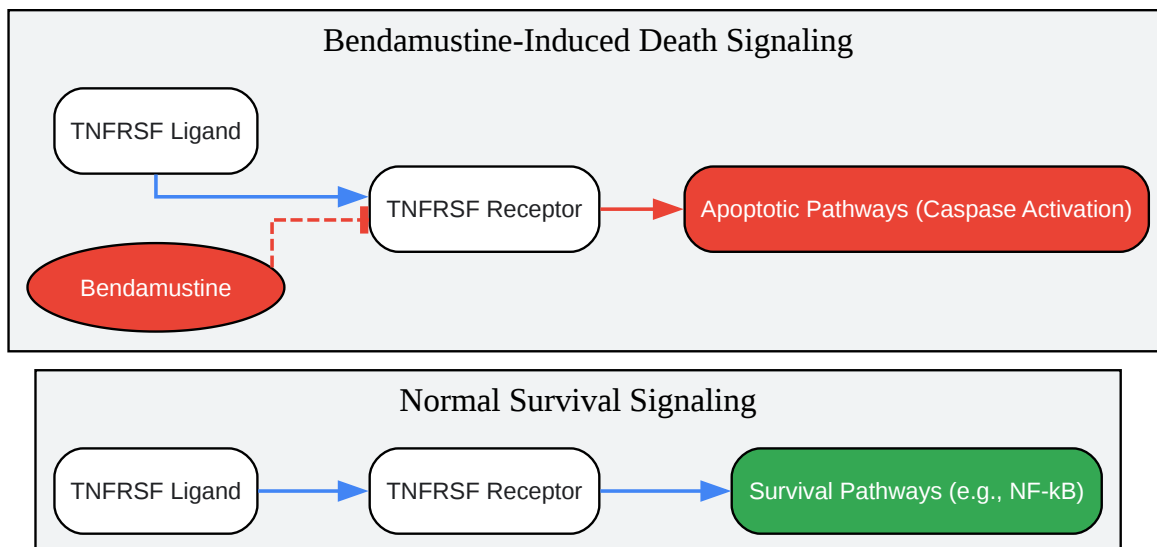 Bendamustine-Induced Death Signaling
TNFRSF Ligand
TNFRSF Receptor
Apoptotic Pathways (Caspase Activation)
Bendamustine
Normal Survival Signaling
TNFRSF Ligand
TNFRSF Receptor
Survival Pathways (e.g., NF-kB)